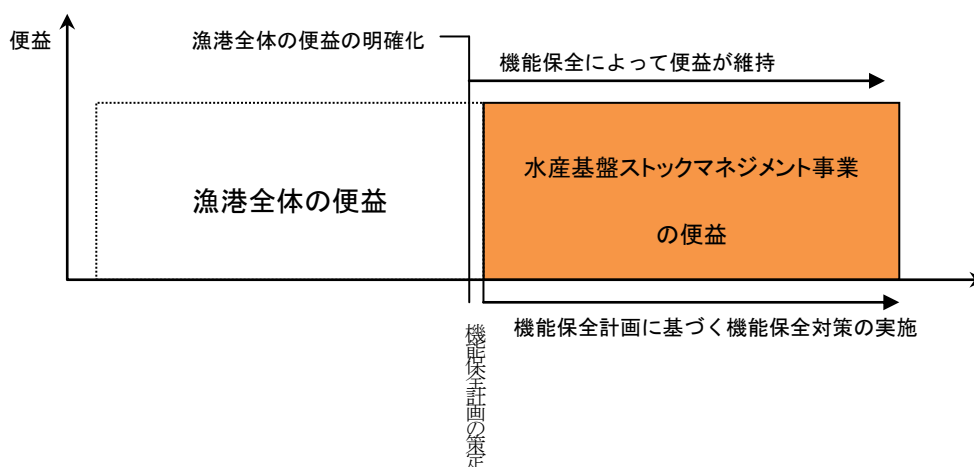 便益
漁港全体の便益の明確化
機能保全によって便益が維持
漁港全体の便益
水産基盤ストックマネジメント事業
の便益
機能保全計画に基づく機能保全対策の実施
機能保全計画の策定